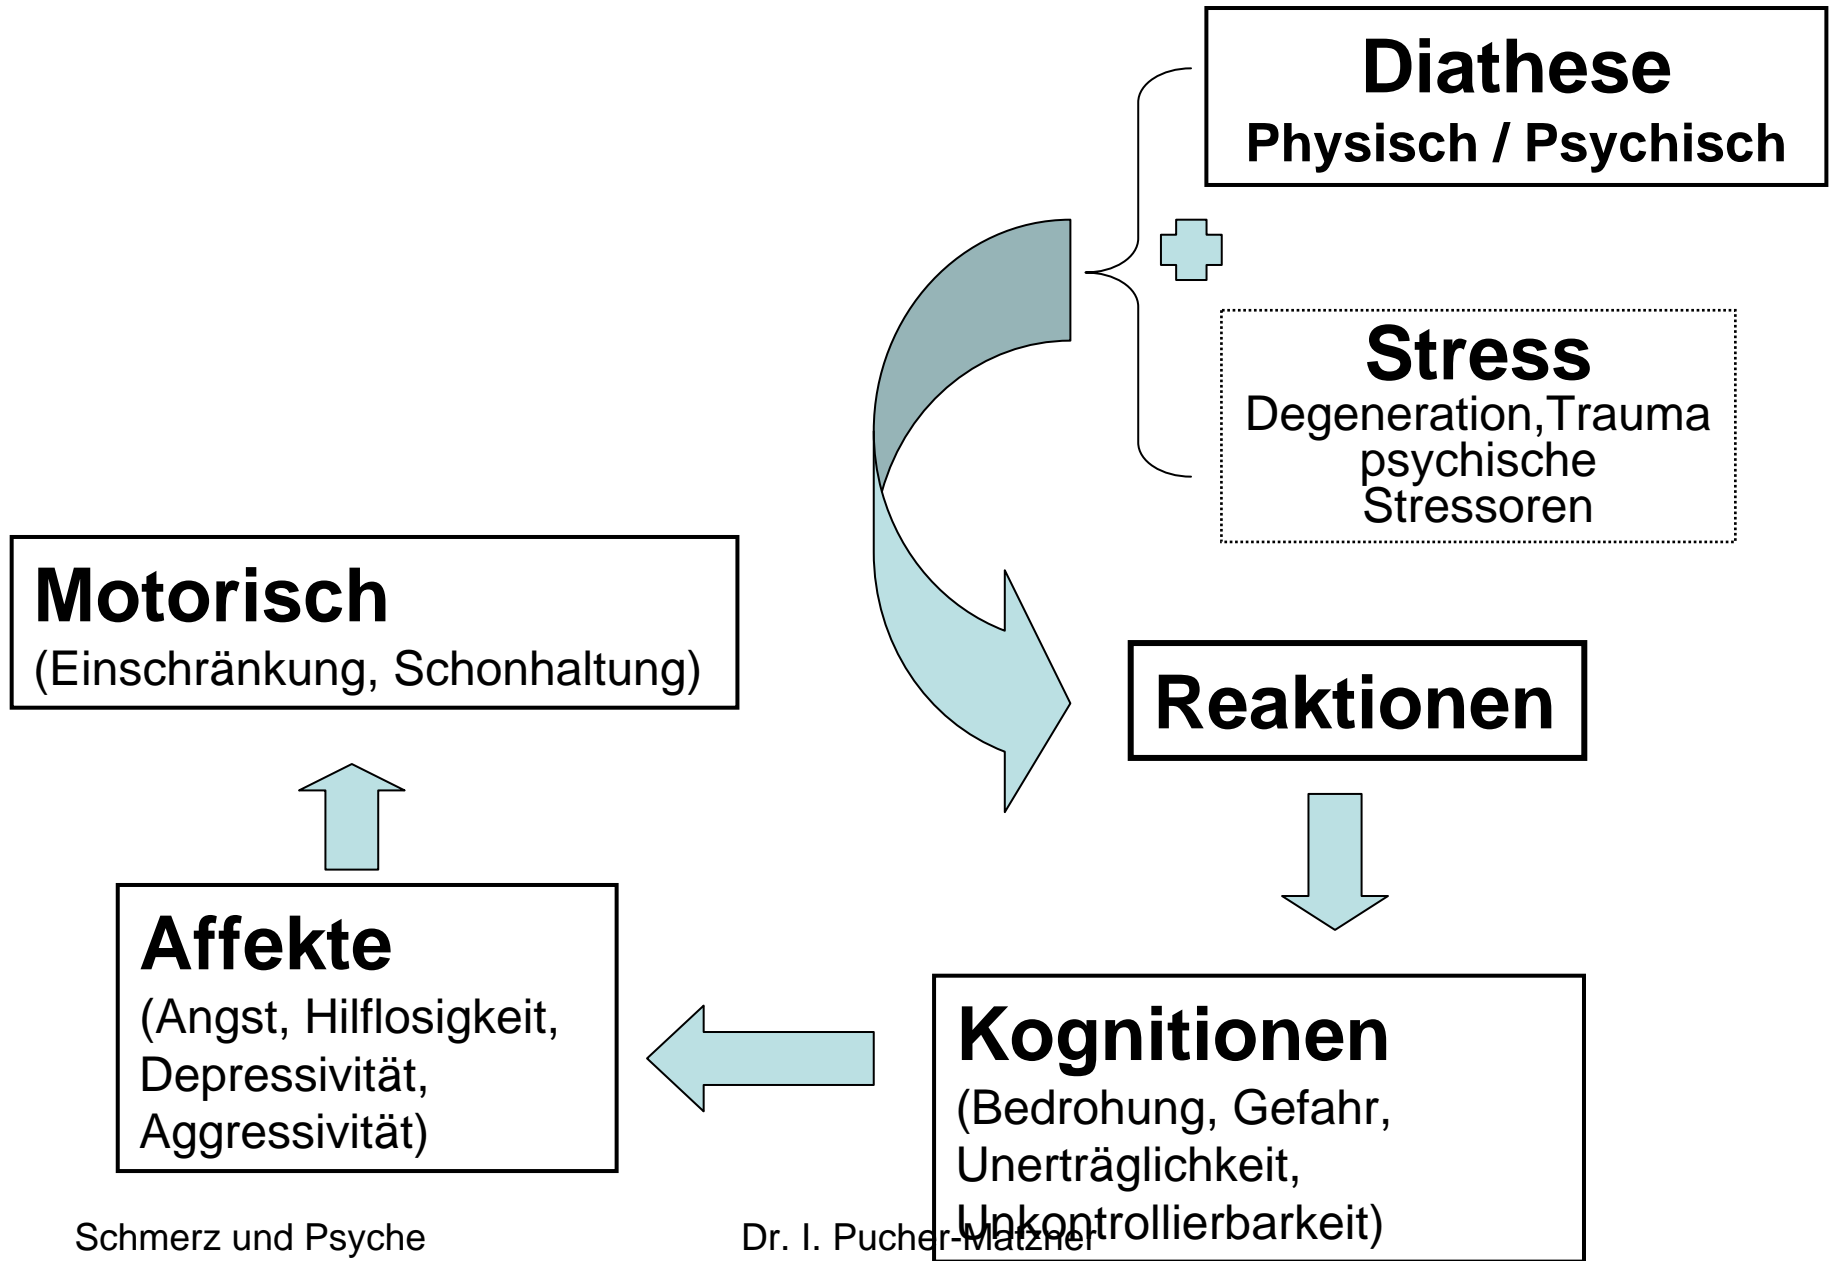 Diathese
Physisch / Psychisch
Stress
Degeneration,Trauma
psychische
Stressoren
Reaktionen
Kognitionen
(Bedrohung, Gefahr,
Unerträglichkeit,
Unkontrollierbarkeit)
Affekte
(Angst, Hilflosigkeit,
Depressivität,
Aggressivität)
Motorisch
(Einschränkung, Schonhaltung)
Schmerz und Psyche
Dr. I. Pucher-Matzner